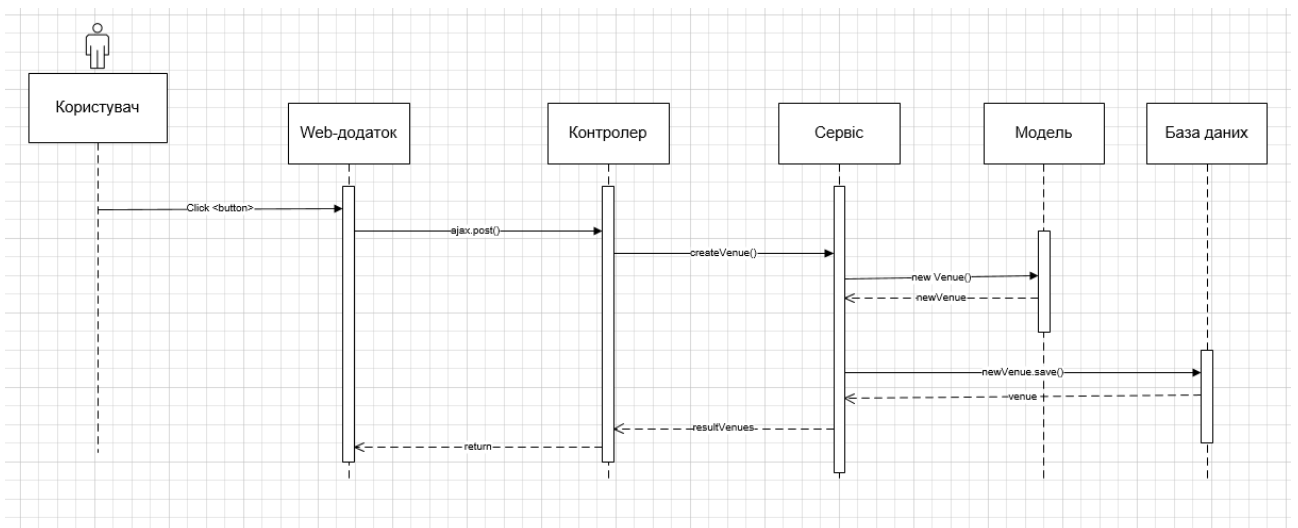 Користувач
Web-додаток
Контролер
Сервіс
Модель
База даних
Click <button>
ajax.post()
createVenue()
new Venue()
newVenue
newVenue.save()
venue
resultVenues
return